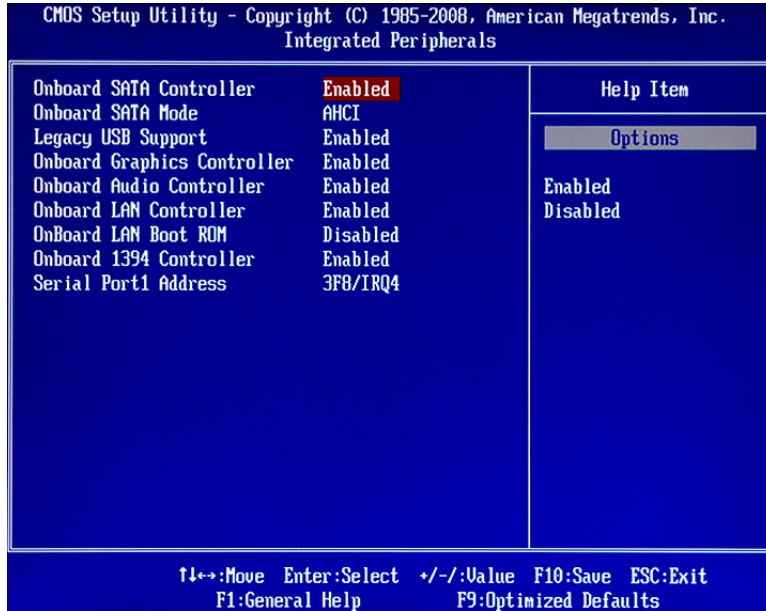 CMOS Setup Utility - Copyright (C) 1985-2008, American Megatrends, Inc.
Integrated Peripherals
Onboard SATA Controller Enabled
Onboard SATA Mode AHCI
Legacy USB Support Enabled
Onboard Graphics Controller Enabled
Onboard Audio Controller Enabled
Onboard LAN Controller Enabled
OnBoard LAN Boot ROM Disabled
Onboard 1394 Controller Enabled
Serial Port1 Address 3F8/IRQ4
Help Item
Options
Enabled
Disabled
↑↓←→:Move Enter:Select +/-/:Value F10:Save ESC:Exit
F1:General Help F9:Optimized Defaults